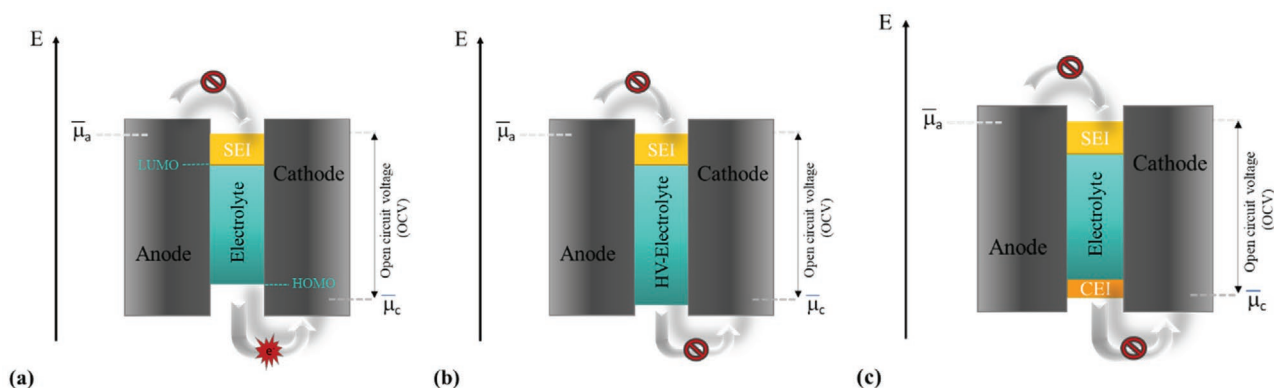 E
μ̅ₐ
SEI
LUMO
Cathode
Electrolyte
Anode
HOMO
Open circuit voltage
(OCV)
μ̅c
e
(a)
E
μ̅ₐ
SEI
Cathode
HV-Electrolyte
Anode
Open circuit voltage
(OCV)
μ̅c
(b)
E
μ̅ₐ
SEI
Cathode
Electrolyte
Anode
Open circuit voltage
(OCV)
CEI
μ̅c
(c)